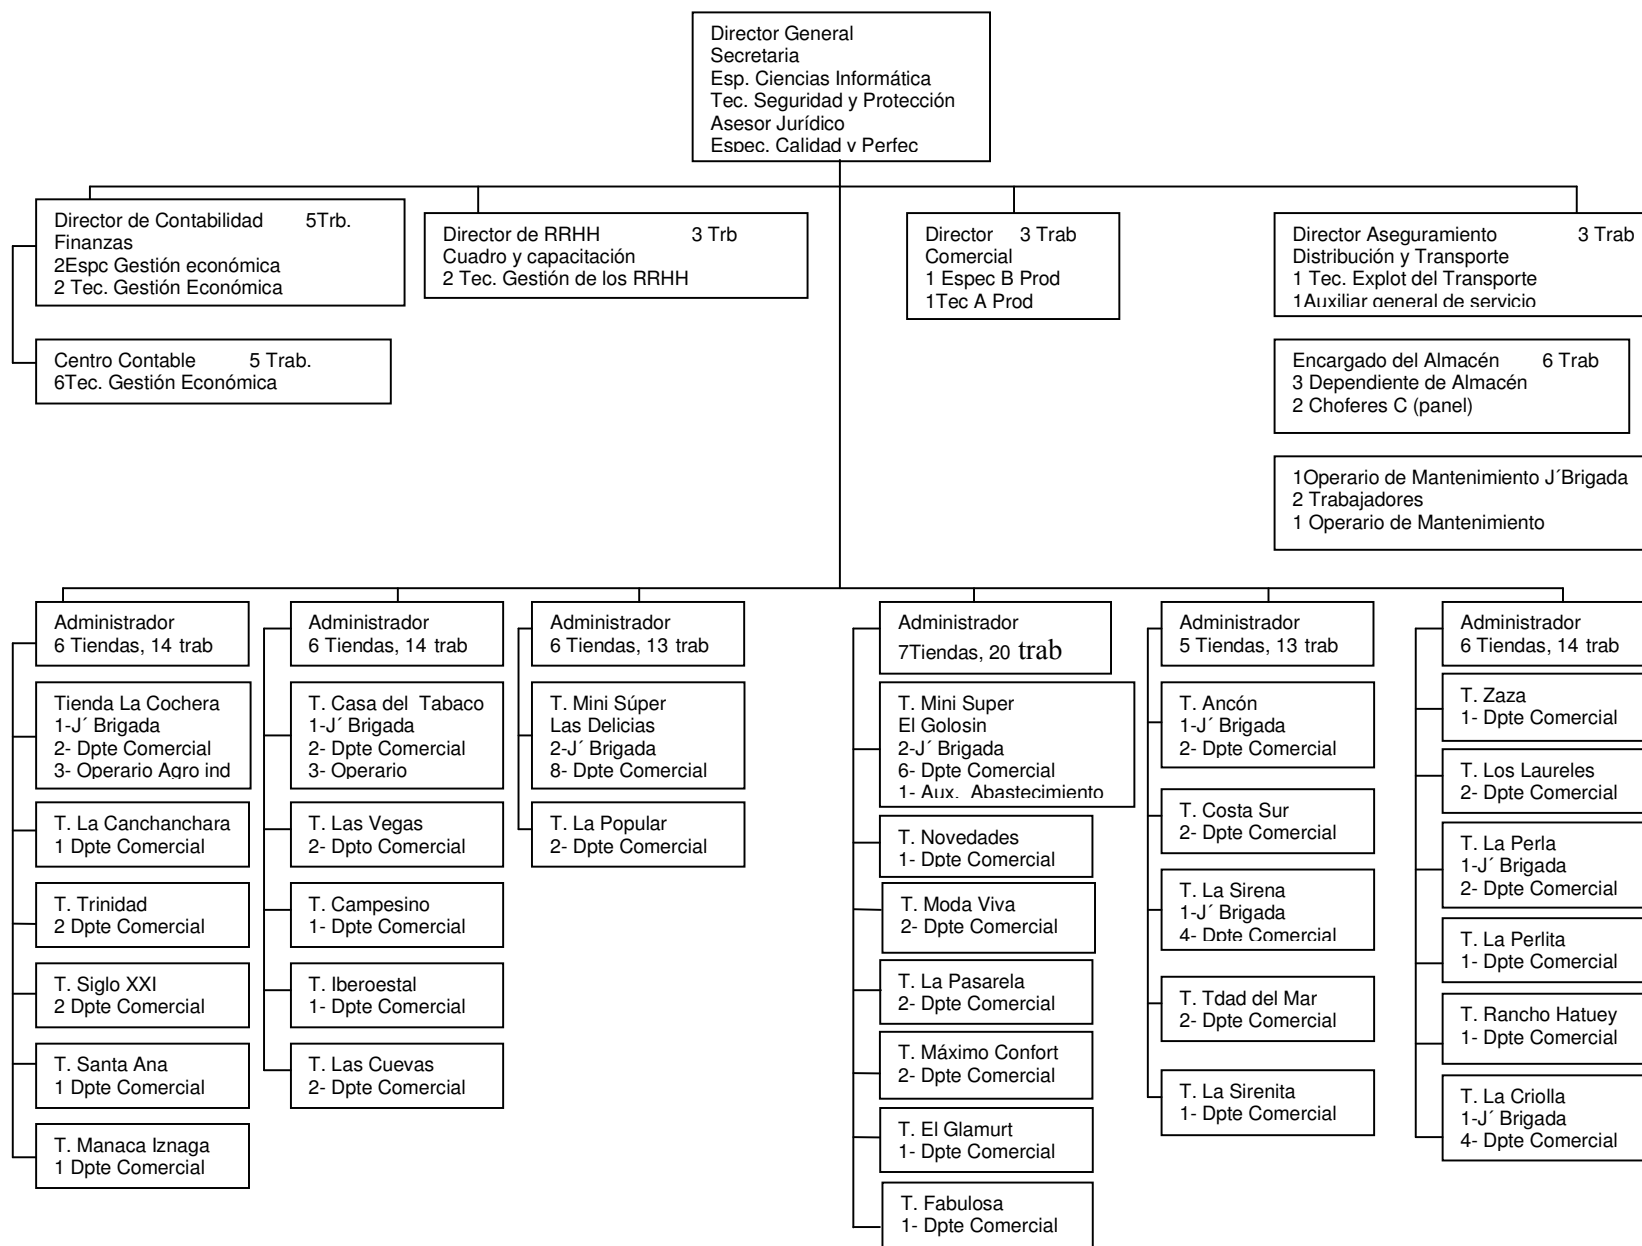 Director General
Secretaria
Esp. Ciencias Informática
Tec. Seguridad y Protección
Asesor Jurídico
Espec. Calidad y Perfec
Director de Contabilidad 5Trb.
Finanzas
2Espc Gestión económica
2 Tec. Gestión Económica
Director de RRHH 3 Trb
Cuadro y capacitación
2 Tec. Gestión de los RRHH
Director 3 Trab
Comercial
1 Espec B Prod
1Tec A Prod
Director Aseguramiento 3 Trab
Distribución y Transporte
1 Tec. Explot del Transporte
1Auxiliar general de servicio
Centro Contable 5 Trab.
6Tec. Gestión Económica
Encargado del Almacén 6 Trab
3 Dependiente de Almacén
2 Choferes C (panel)
1Operario de Mantenimiento J´Brigada
2 Trabajadores
1 Operario de Mantenimiento
Administrador
6 Tiendas, 14 trab
Tienda La Cochera
1-J´ Brigada
2- Dpte Comercial
3- Operario Agro ind
T. La Canchanchara
1 Dpte Comercial
T. Trinidad
2 Dpte Comercial
T. Siglo XXI
2 Dpte Comercial
T. Santa Ana
1 Dpte Comercial
T. Manaca Iznaga
1 Dpte Comercial
Administrador
6 Tiendas, 14 trab
T. Casa del Tabaco
1-J´ Brigada
2- Dpte Comercial
3- Operario
T. Las Vegas
2- Dpto Comercial
T. Campesino
1- Dpte Comercial
T. Iberoestal
1- Dpte Comercial
T. Las Cuevas
2- Dpte Comercial
Administrador
6 Tiendas, 13 trab
T. Mini Súper
Las Delicias
2-J´ Brigada
8- Dpte Comercial
T. La Popular
2- Dpte Comercial
Administrador
7Tiendas, 20 trab
T. Mini Super
El Golosin
2-J´ Brigada
6- Dpte Comercial
1- Aux. Abastecimiento
T. Novedades
1- Dpte Comercial
T. Moda Viva
2- Dpte Comercial
T. La Pasarela
2- Dpte Comercial
T. Máximo Confort
2- Dpte Comercial
T. El Glamurt
1- Dpte Comercial
T. Fabulosa
1- Dpte Comercial
Administrador
5 Tiendas, 13 trab
T. Ancón
1-J´ Brigada
2- Dpte Comercial
T. Costa Sur
2- Dpte Comercial
T. La Sirena
1-J´ Brigada
4- Dpte Comercial
T. Tdad del Mar
2- Dpte Comercial
T. La Sirenita
1- Dpte Comercial
Administrador
6 Tiendas, 14 trab
T. Zaza
1- Dpte Comercial
T. Los Laureles
2- Dpte Comercial
T. La Perla
1-J´ Brigada
2- Dpte Comercial
T. La Perlita
1- Dpte Comercial
T. Rancho Hatuey
1- Dpte Comercial
T. La Criolla
1-J´ Brigada
4- Dpte Comercial